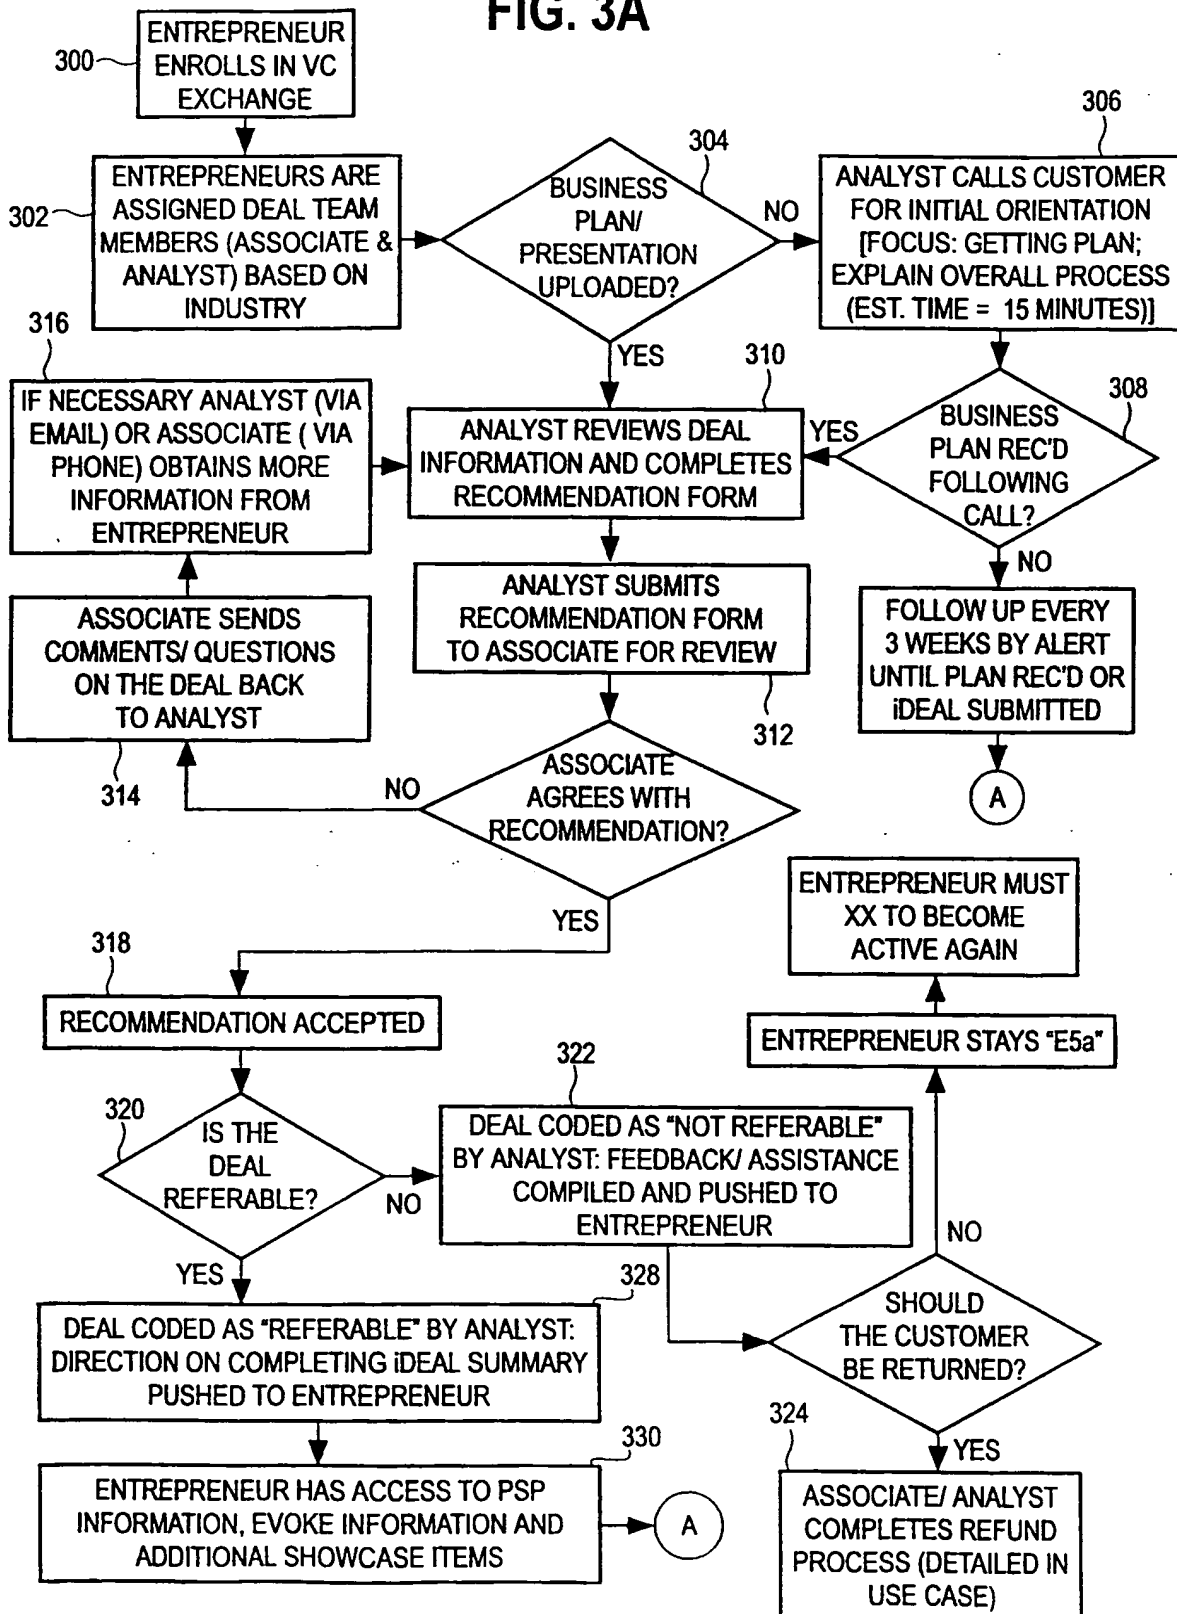 FIG. 3A
300
ENTREPRENEUR
ENROLLS IN VC
EXCHANGE
302
ENTREPRENEURS ARE
ASSIGNED DEAL TEAM
MEMBERS (ASSOCIATE &
ANALYST) BASED ON
INDUSTRY
304
BUSINESS
PLAN/
PRESENTATION
UPLOADED?
NO
YES
306
ANALYST CALLS CUSTOMER
FOR INITIAL ORIENTATION
[FOCUS: GETTING PLAN;
EXPLAIN OVERALL PROCESS
(EST. TIME = 15 MINUTES)]
308
BUSINESS
PLAN REC'D
FOLLOWING
CALL?
YES
NO
FOLLOW UP EVERY
3 WEEKS BY ALERT
UNTIL PLAN REC'D OR
iDEAL SUBMITTED
A
310
ANALYST REVIEWS DEAL
INFORMATION AND COMPLETES
RECOMMENDATION FORM
ANALYST SUBMITS
RECOMMENDATION FORM
TO ASSOCIATE FOR REVIEW
312
ASSOCIATE
AGREES WITH
RECOMMENDATION?
NO
YES
316
IF NECESSARY ANALYST (VIA
EMAIL) OR ASSOCIATE ( VIA
PHONE) OBTAINS MORE
INFORMATION FROM
ENTREPRENEUR
ASSOCIATE SENDS
COMMENTS/ QUESTIONS
ON THE DEAL BACK
TO ANALYST
314
318
RECOMMENDATION ACCEPTED
320
IS THE
DEAL
REFERABLE?
NO
YES
322
DEAL CODED AS "NOT REFERABLE"
BY ANALYST: FEEDBACK/ ASSISTANCE
COMPILED AND PUSHED TO
ENTREPRENEUR
ENTREPRENEUR MUST
XX TO BECOME
ACTIVE AGAIN
ENTREPRENEUR STAYS "E5a"
NO
SHOULD
THE CUSTOMER
BE RETURNED?
YES
324
ASSOCIATE/ ANALYST
COMPLETES REFUND
PROCESS (DETAILED IN
USE CASE)
328
DEAL CODED AS "REFERABLE" BY ANALYST:
DIRECTION ON COMPLETING iDEAL SUMMARY
PUSHED TO ENTREPRENEUR
330
ENTREPRENEUR HAS ACCESS TO PSP
INFORMATION, EVOKE INFORMATION AND
ADDITIONAL SHOWCASE ITEMS
A